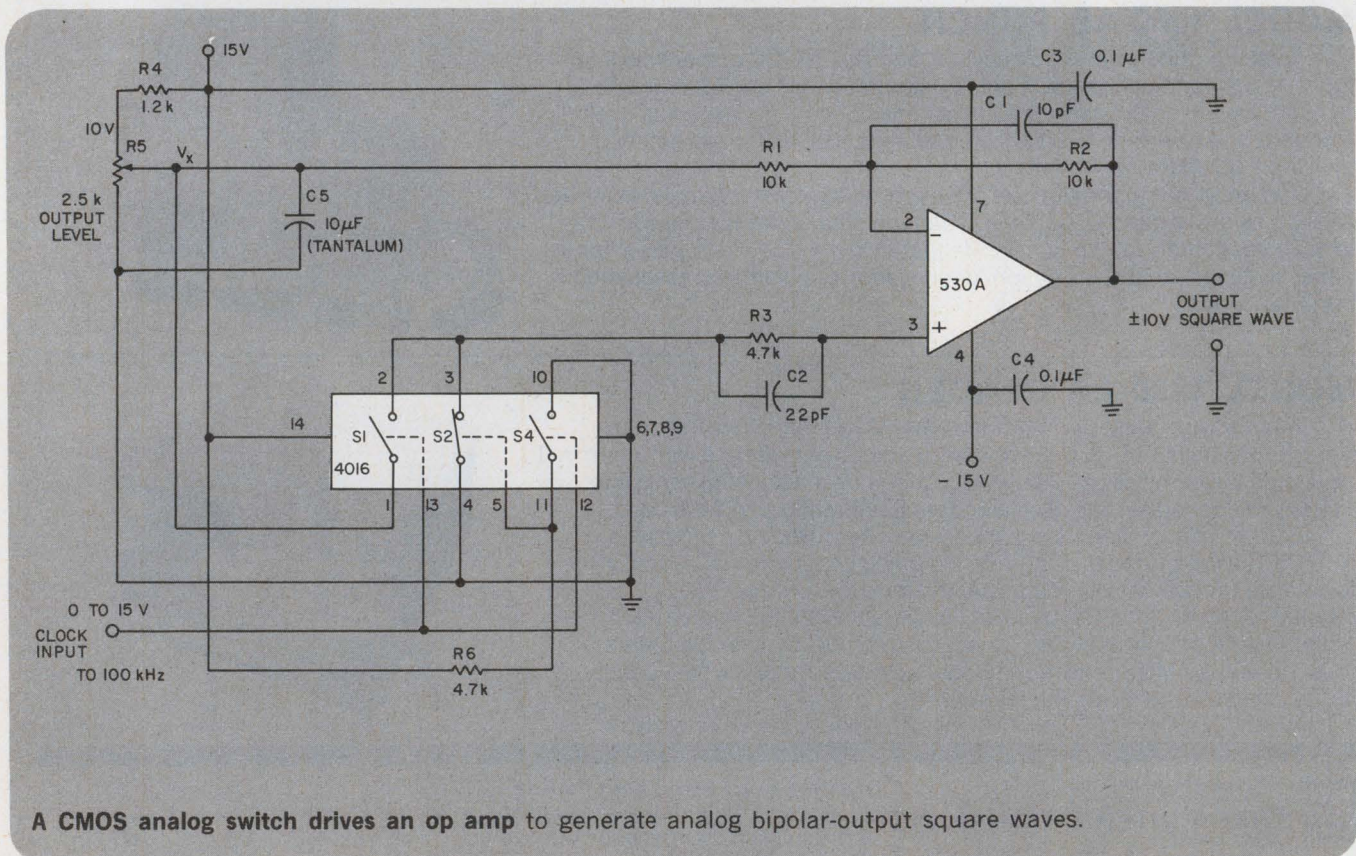 15V
R4
1.2k
10V
R5
2.5 k
OUTPUT
LEVEL
Vx
C5
10µF
(TANTALUM)
R1
10k
C3
0.1 µF
C1
10pF
R2
10k
2
7
530A
3
4
OUTPUT
±10V SQUARE WAVE
R3
4.7k
C2
22pF
C4
0.1µF
– 15 V
2
3
10
14
S1
S2
S4
6,7,8,9
4016
1
13
4
5
11
12
0 TO 15 V
CLOCK
INPUT
TO 100 kHz
R6
4.7k
A CMOS analog switch drives an op amp to generate analog bipolar-output square waves.